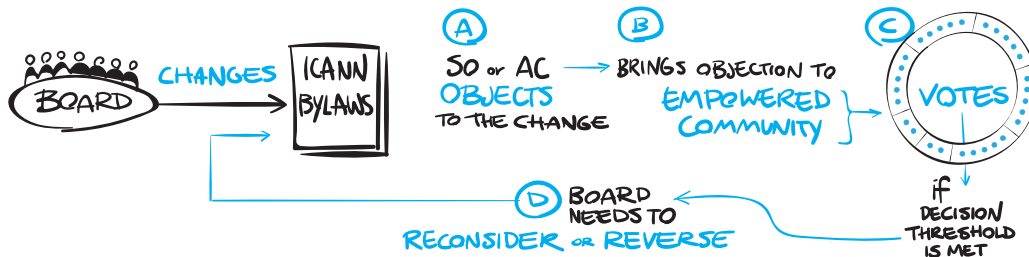 BOARD
CHANGES
ICANN
BYLAWS
A
SO or AC
OBJECTS
TO THE CHANGE
B
BRINGS OBJECTION TO
EMPOWERED
COMMUNITY
C
VOTES
if
DECISION
THRESHOLD
IS MET
D
BOARD
NEEDS TO
RECONSIDER OR REVERSE